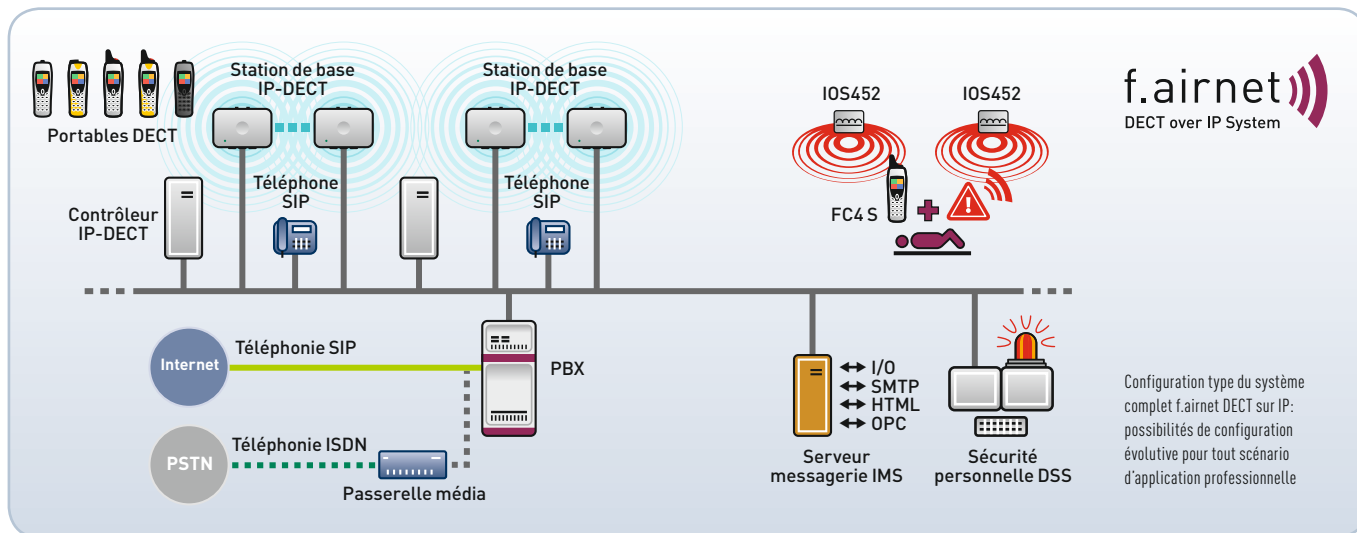 Station de base
IP-DECT
Station de base
IP-DECT
IOS452
IOS452
f.airnet
DECT over IP System
Portables DECT
Téléphone
SIP
Téléphone
SIP
Contrôleur
IP-DECT
FC4 S
Internet
Téléphonie SIP
PBX
I/O
SMTP
HTML
OPC
PSTN
Téléphonie ISDN
Passerelle média
Serveur
messagerie IMS
Sécurité
personnelle DSS
Configuration type du système
complet f.airnet DECT sur IP:
possibilités de configuration
évolutive pour tout scénario
d'application professionnelle